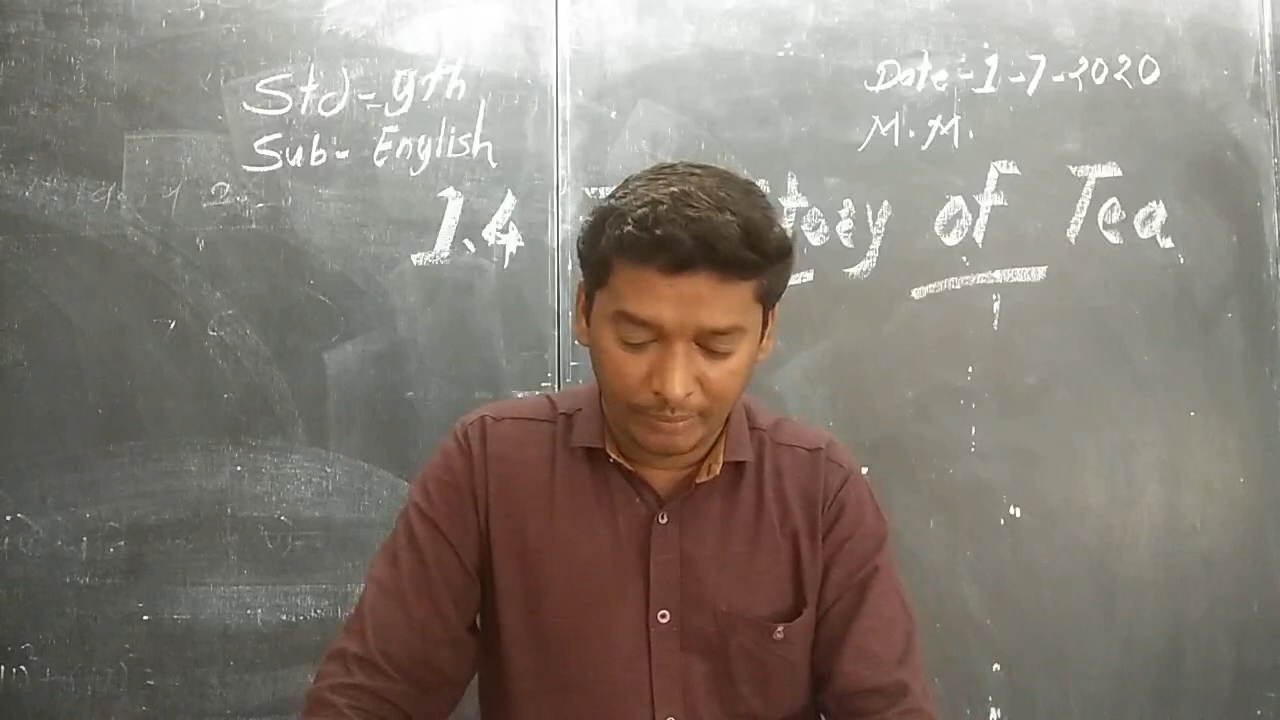 Std = 9th
Sub - English
Date - 1-7-2020
M. M.
1.4 of Tea